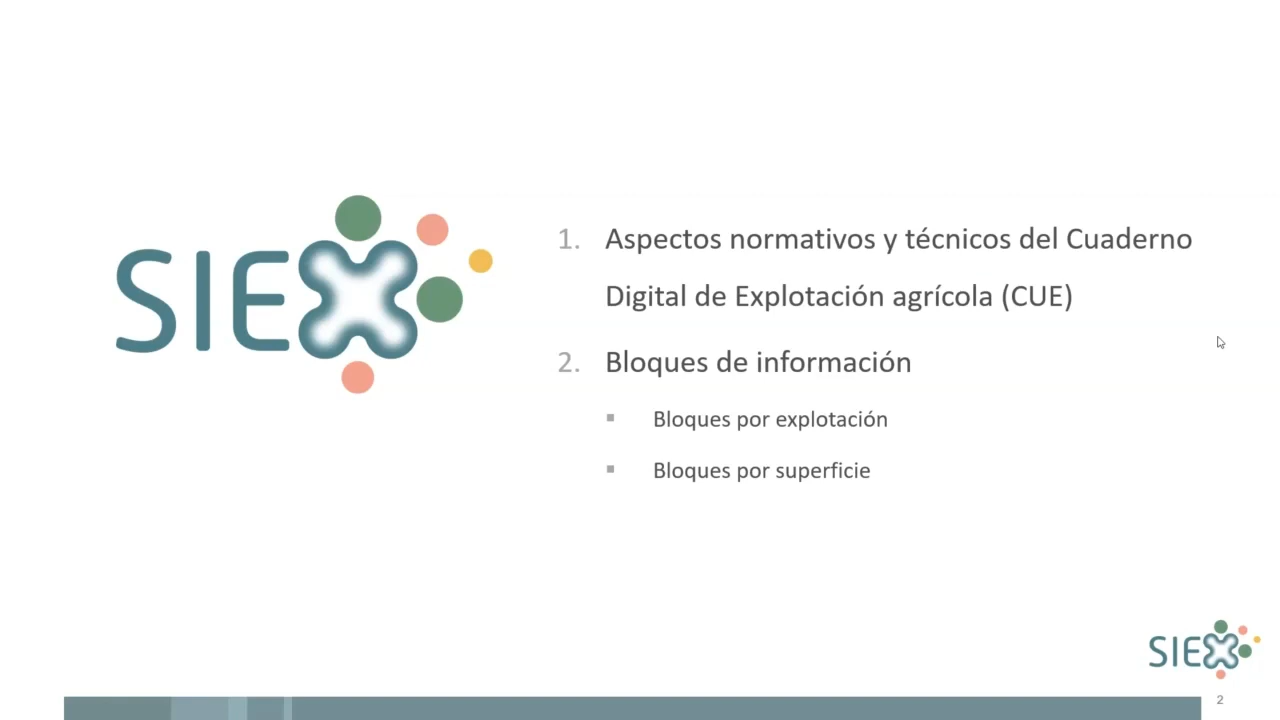 SIEX
1. Aspectos normativos y técnicos del Cuaderno
Digital de Explotación agrícola (CUE)
2. Bloques de información
▪ Bloques por explotación
▪ Bloques por superficie
SIEX
2